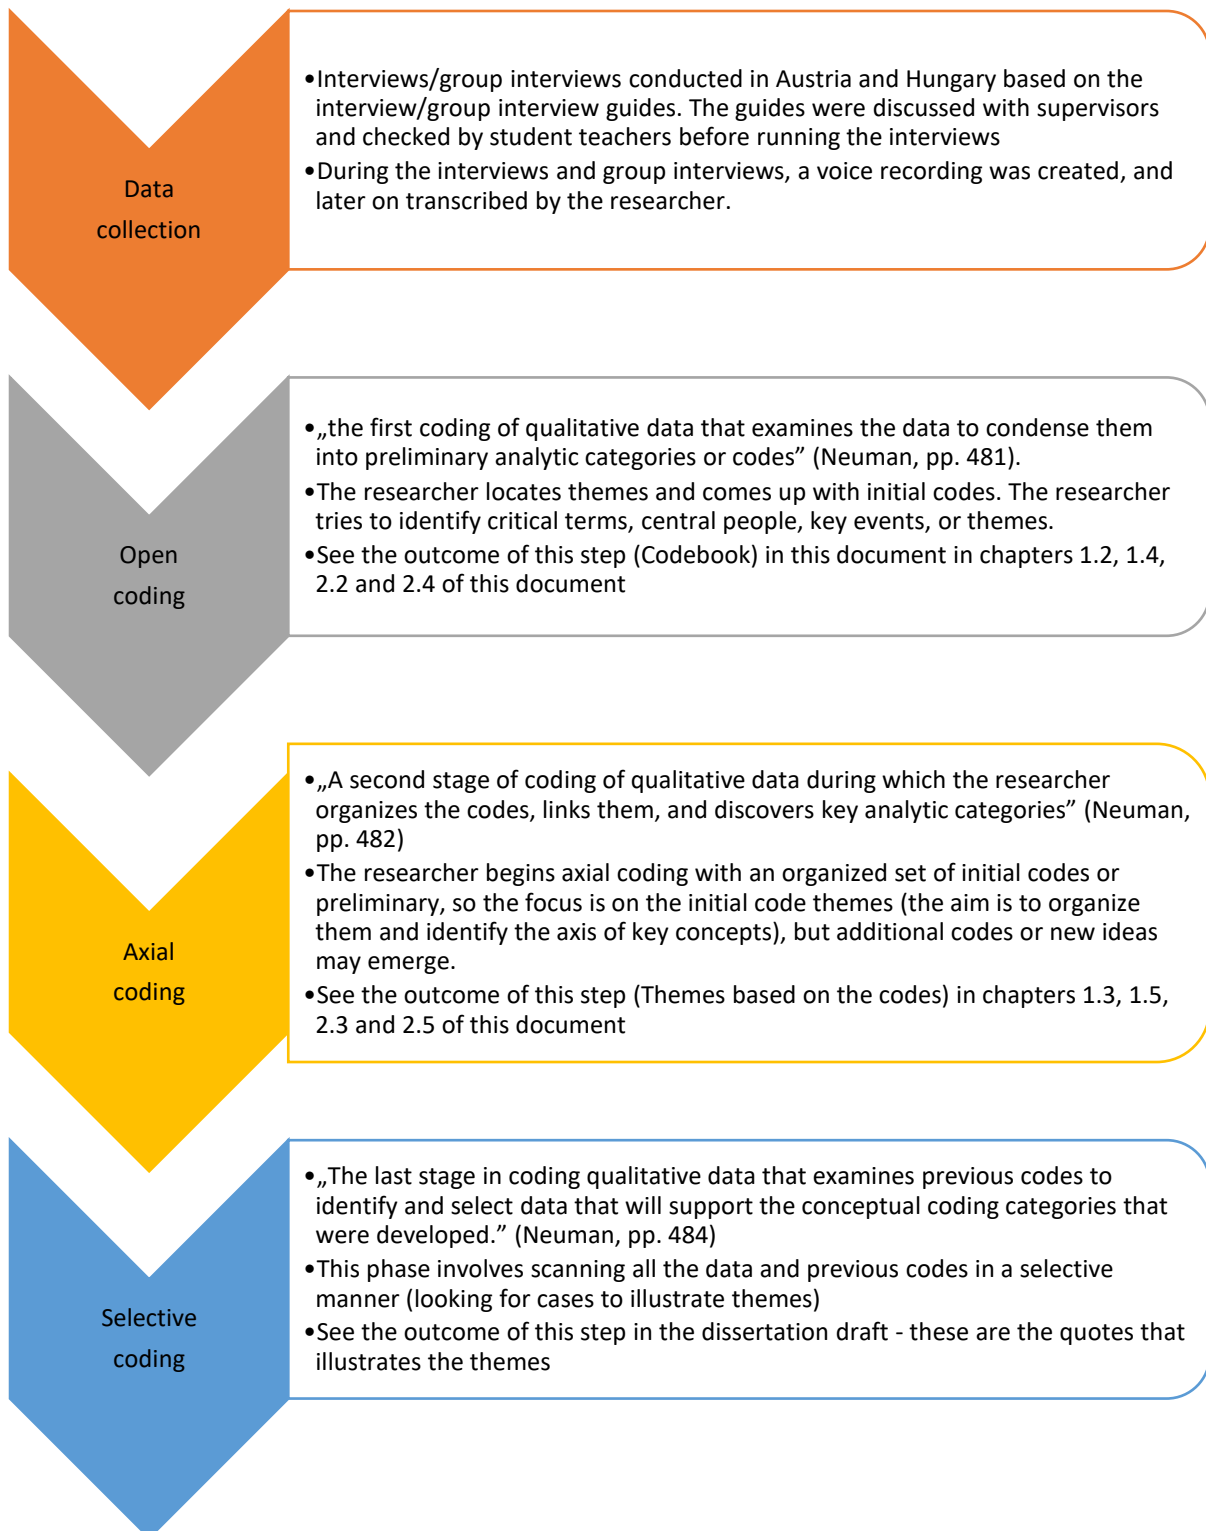 Data
collection
•Interviews/group interviews conducted in Austria and Hungary based on the
interview/group interview guides. The guides were discussed with supervisors
and checked by student teachers before running the interviews
•During the interviews and group interviews, a voice recording was created, and
later on transcribed by the researcher.
Open
coding
•„the first coding of qualitative data that examines the data to condense them
into preliminary analytic categories or codes” (Neuman, pp. 481).
•The researcher locates themes and comes up with initial codes. The researcher
tries to identify critical terms, central people, key events, or themes.
•See the outcome of this step (Codebook) in this document in chapters 1.2, 1.4,
2.2 and 2.4 of this document
Axial
coding
•„A second stage of coding of qualitative data during which the researcher
organizes the codes, links them, and discovers key analytic categories” (Neuman,
pp. 482)
•The researcher begins axial coding with an organized set of initial codes or
preliminary, so the focus is on the initial code themes (the aim is to organize
them and identify the axis of key concepts), but additional codes or new ideas
may emerge.
•See the outcome of this step (Themes based on the codes) in chapters 1.3, 1.5,
2.3 and 2.5 of this document
Selective
coding
•„The last stage in coding qualitative data that examines previous codes to
identify and select data that will support the conceptual coding categories that
were developed.” (Neuman, pp. 484)
•This phase involves scanning all the data and previous codes in a selective
manner (looking for cases to illustrate themes)
•See the outcome of this step in the dissertation draft - these are the quotes that
illustrates the themes